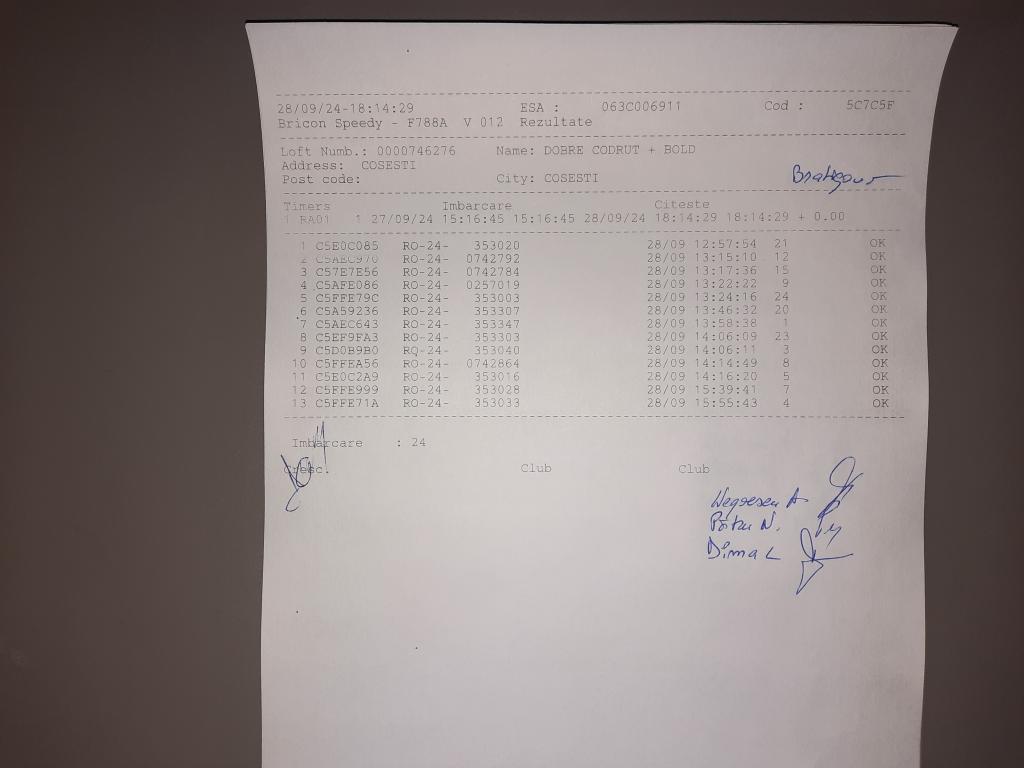 28/09/24-18:14:29 ESA : 063C006911 Cod : 5C7C5F
Bricon Speedy - F788A V 012 Rezultate
Loft Numb.: 0000746276 Name: DOBRE CODRUT + BOLD
Address: COSESTI
Post code: City: COSESTI
Timers Imbarcare Citeste
1 RA01 1 27/09/24 15:16:45 15:16:45 28/09/24 18:14:29 18:14:29 + 0.00
1 C5E0C085 RO-24- 353020 28/09 12:57:54 21 OK
2 C5AEC970 RO-24- 0742792 28/09 13:15:10 12 OK
3 C57E7E56 RO-24- 0742784 28/09 13:17:36 15 OK
4 C5AFE086 RO-24- 0257019 28/09 13:22:22 9 OK
5 C5FFE79C RO-24- 353003 28/09 13:24:16 24 OK
6 C5A59236 RO-24- 353307 28/09 13:46:32 20 OK
7 C5AEC643 RO-24- 353347 28/09 13:58:38 1 OK
8 C5EF9FA3 RO-24- 353303 28/09 14:06:09 23 OK
9 C5D0B9B0 RO-24- 353040 28/09 14:06:11 3 OK
10 C5FFEA56 RO-24- 0742864 28/09 14:14:49 8 OK
11 C5E0C2A9 RO-24- 353016 28/09 14:16:20 5 OK
12 C5FFE999 RO-24- 353028 28/09 15:39:41 7 OK
13 C5FFE71A RO-24- 353033 28/09 15:55:43 4 OK
Imbarcare : 24
Cresc. Club Club
N.
Dima L